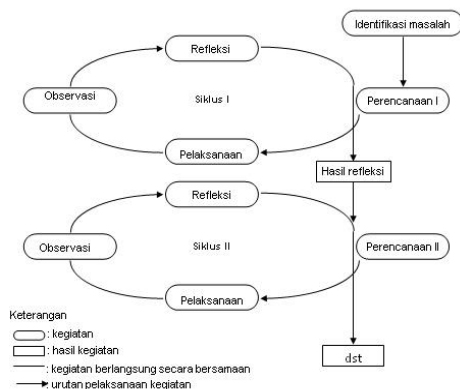 Identifikasi masalah
Refleksi
Observasi
Siklus I
Perencanaan I
Pelaksanaan
Hasil refleksi
Refleksi
Observasi
Siklus II
Perencanaan II
Pelaksanaan
Keterangan
: kegiatan
: hasil kegiatan
: kegiatan berlangsung secara bersamaan
: urutan pelaksanaan kegiatan
dst